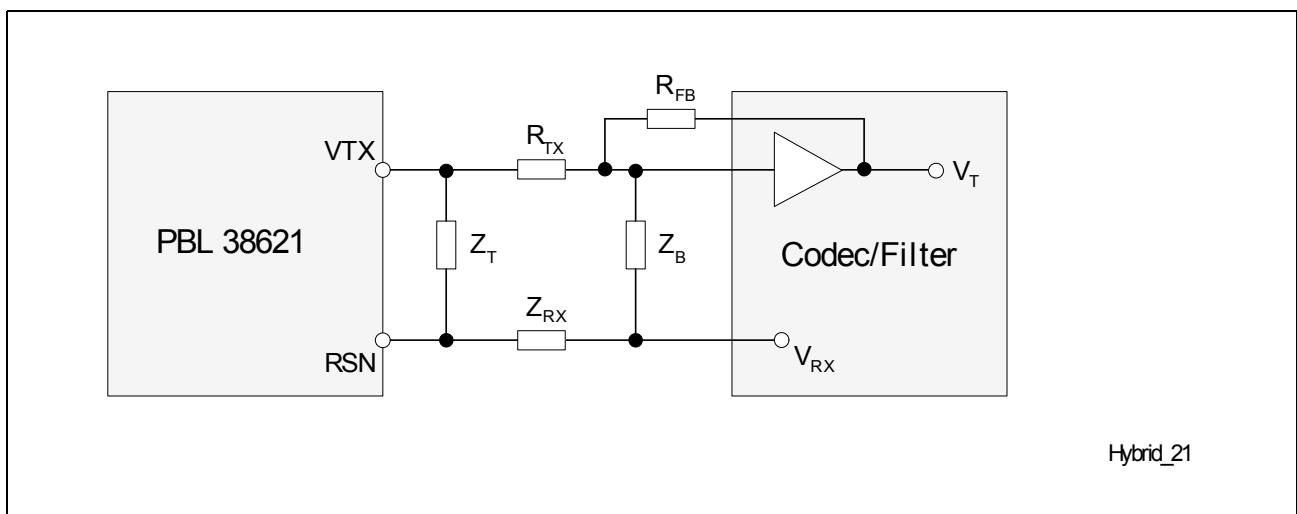 R_FB
R_TX
VTX
V_T
PBL 38621
Z_T
Z_B
Codec/Filter
Z_RX
RSN
V_RX
Hybrid_21